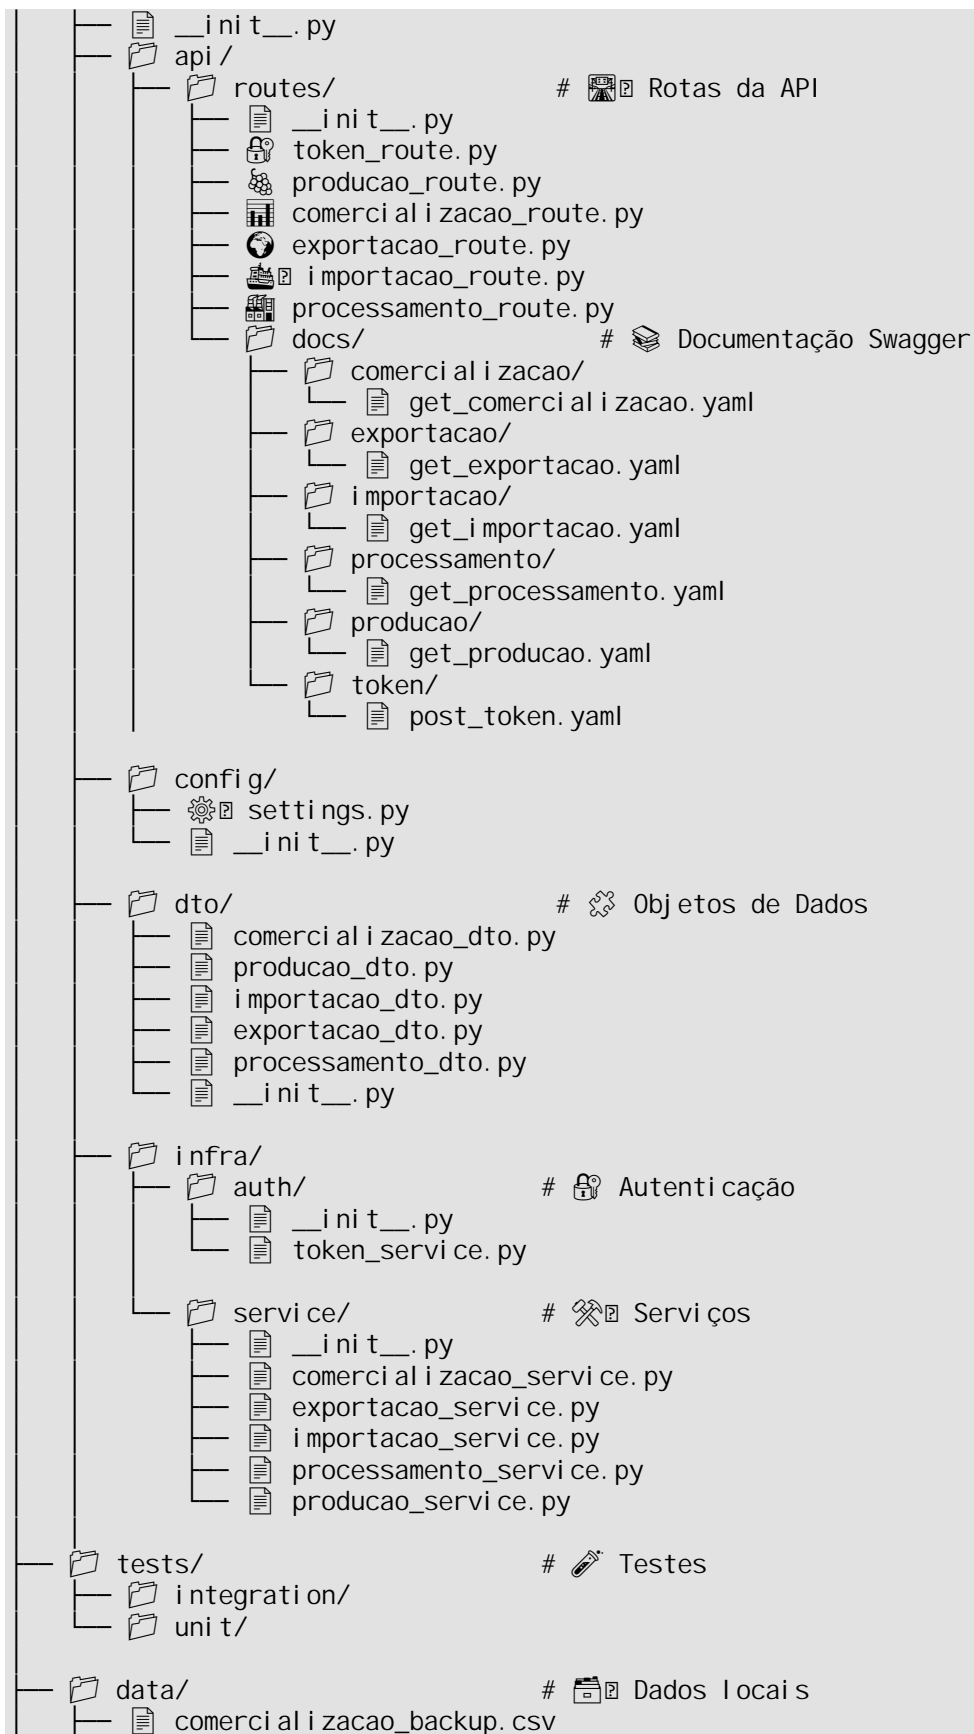 __init__.py
api/
routes/ # Rotas da API
__init__.py
token_route.py
producao_route.py
comercializacao_route.py
exportacao_route.py
importacao_route.py
processamento_route.py
docs/ # Documentação Swagger
comercializacao/
get_comercializacao.yaml
exportacao/
get_exportacao.yaml
importacao/
get_importacao.yaml
processamento/
get_processamento.yaml
producao/
get_producao.yaml
token/
post_token.yaml
config/
settings.py
__init__.py
dto/ # Objetos de Dados
comercializacao_dto.py
producao_dto.py
importacao_dto.py
exportacao_dto.py
processamento_dto.py
__init__.py
infra/
auth/ # Autenticação
__init__.py
token_service.py
service/ # Serviços
__init__.py
comercializacao_service.py
exportacao_service.py
importacao_service.py
processamento_service.py
producao_service.py
tests/ # Testes
integration/
unit/
data/ # Dados locais
comercializacao_backup.csv